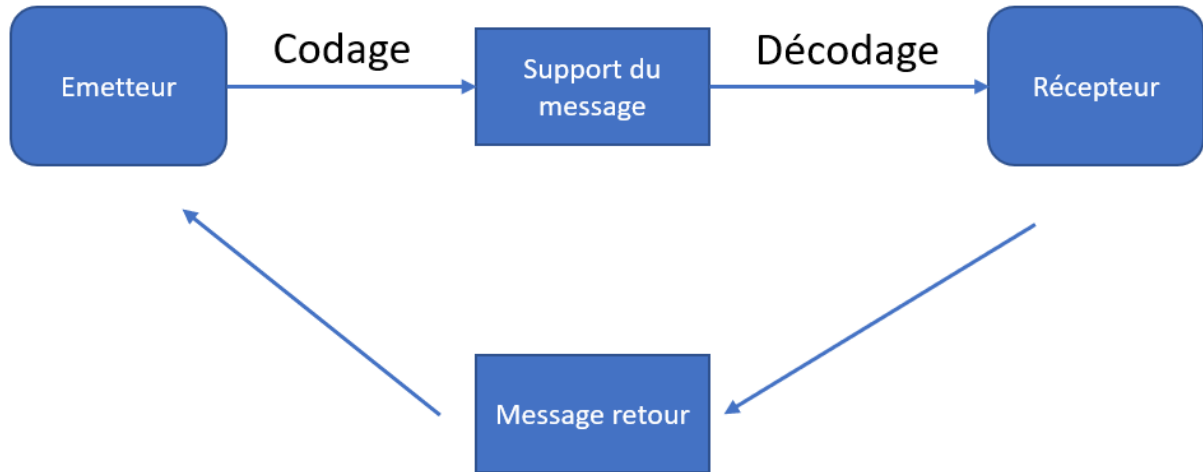 Codage
Décodage
Emetteur
Support du
message
Récepteur
Message retour